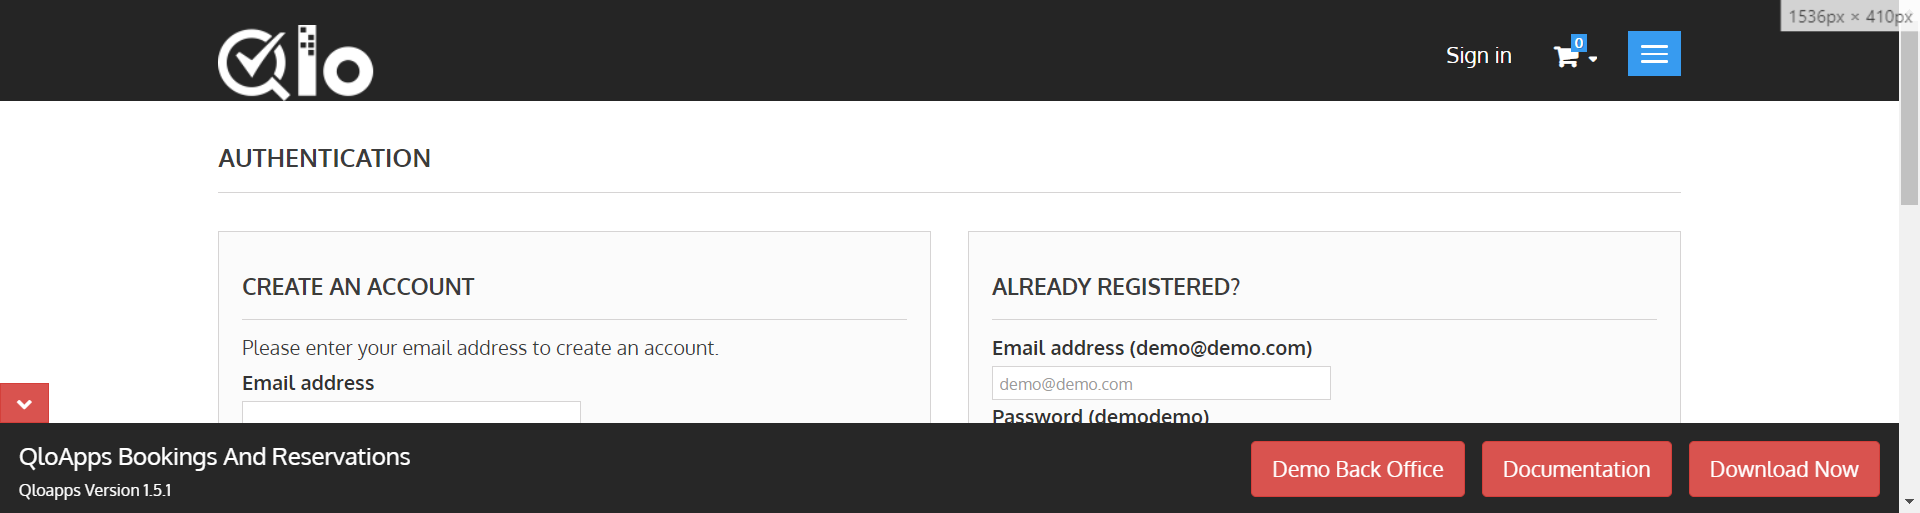 1536px × 410px
Qlo
Sign in
0
AUTHENTICATION
CREATE AN ACCOUNT
Please enter your email address to create an account.
Email address
ALREADY REGISTERED?
Email address (demo@demo.com)
demo@demo.com
Password (demodemo)
QloApps Bookings And Reservations
Qloapps Version 1.5.1
Demo Back Office
Documentation
Download Now